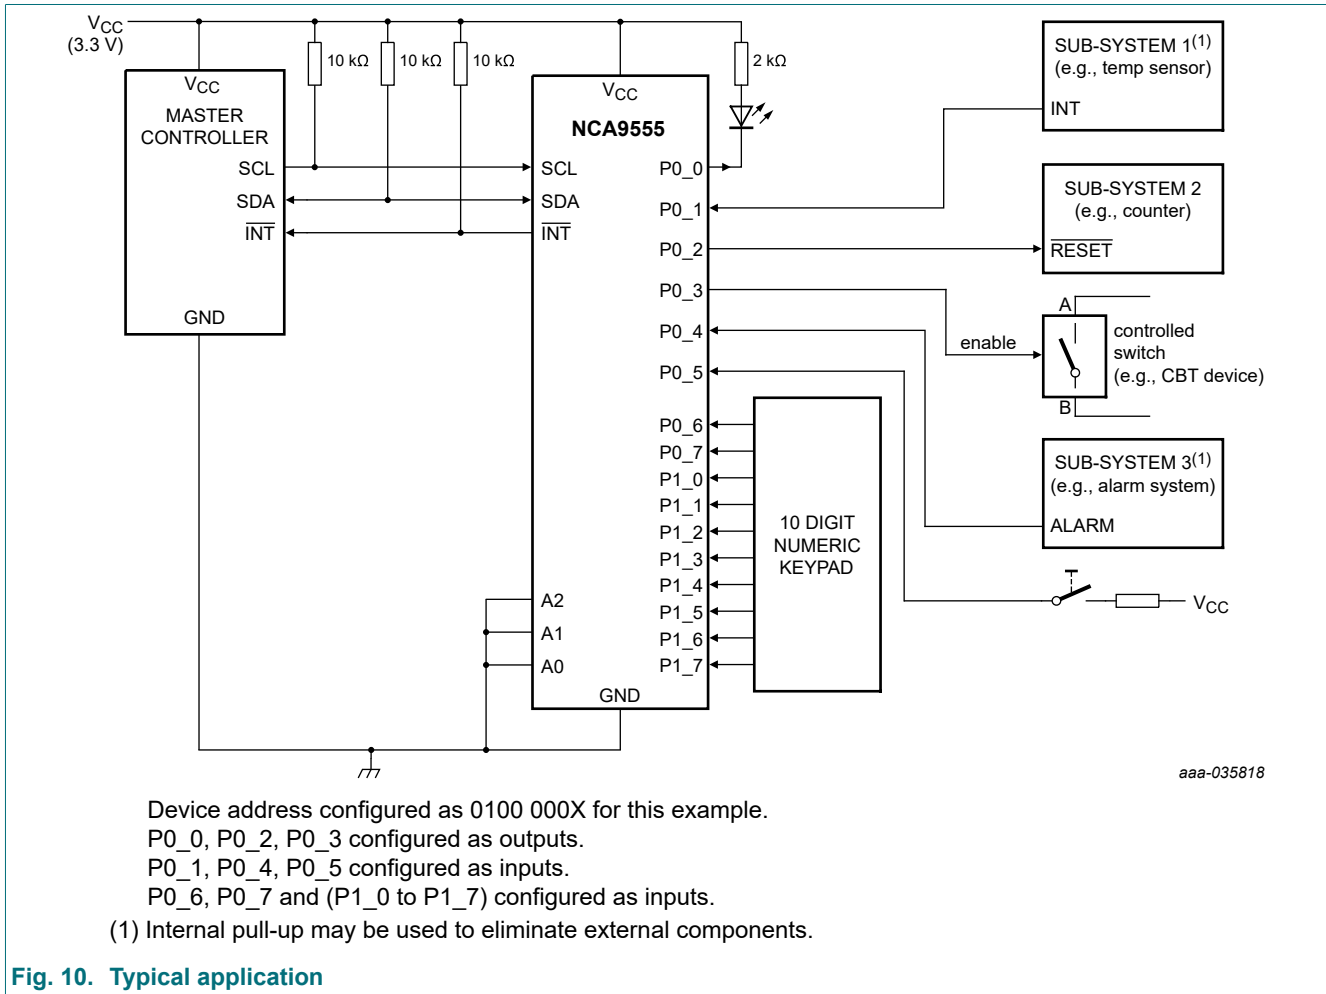 VCC
(3.3 V)
10 kΩ
10 kΩ
10 kΩ
2 kΩ
VCC
MASTER
CONTROLLER
SCL
SDA
INT
GND
VCC
NCA9555
SCL
SDA
INT
A2
A1
A0
GND
P0_0
P0_1
P0_2
P0_3
P0_4
P0_5
P0_6
P0_7
P1_0
P1_1
P1_2
P1_3
P1_4
P1_5
P1_6
P1_7
10 DIGIT
NUMERIC
KEYPAD
SUB-SYSTEM 1(1)
(e.g., temp sensor)
INT
SUB-SYSTEM 2
(e.g., counter)
RESET
A
enable
controlled
switch
(e.g., CBT device)
B
SUB-SYSTEM 3(1)
(e.g., alarm system)
ALARM
VCC
aaa-035818
Device address configured as 0100 000X for this example.
P0_0, P0_2, P0_3 configured as outputs.
P0_1, P0_4, P0_5 configured as inputs.
P0_6, P0_7 and (P1_0 to P1_7) configured as inputs.
(1) Internal pull-up may be used to eliminate external components.
Fig. 10. Typical application